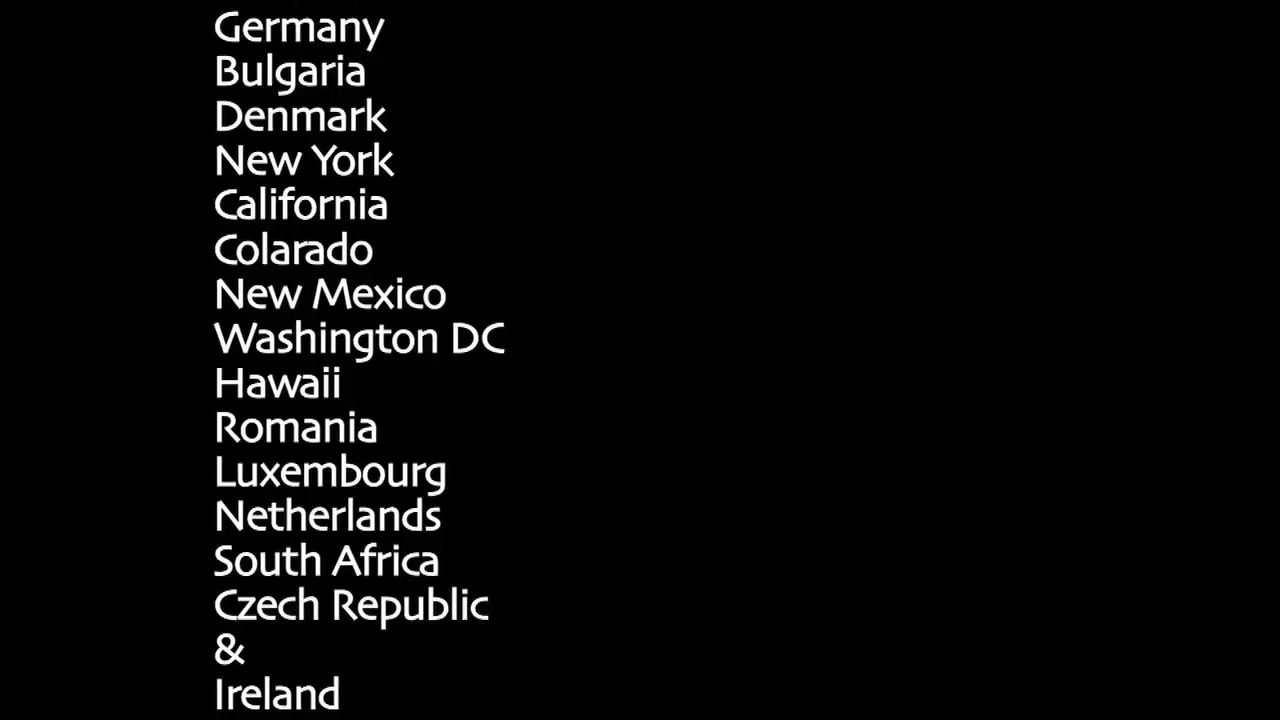 Germany
Bulgaria
Denmark
New York
California
Colarado
New Mexico
Washington DC
Hawaii
Romania
Luxembourg
Netherlands
South Africa
Czech Republic
&
Ireland